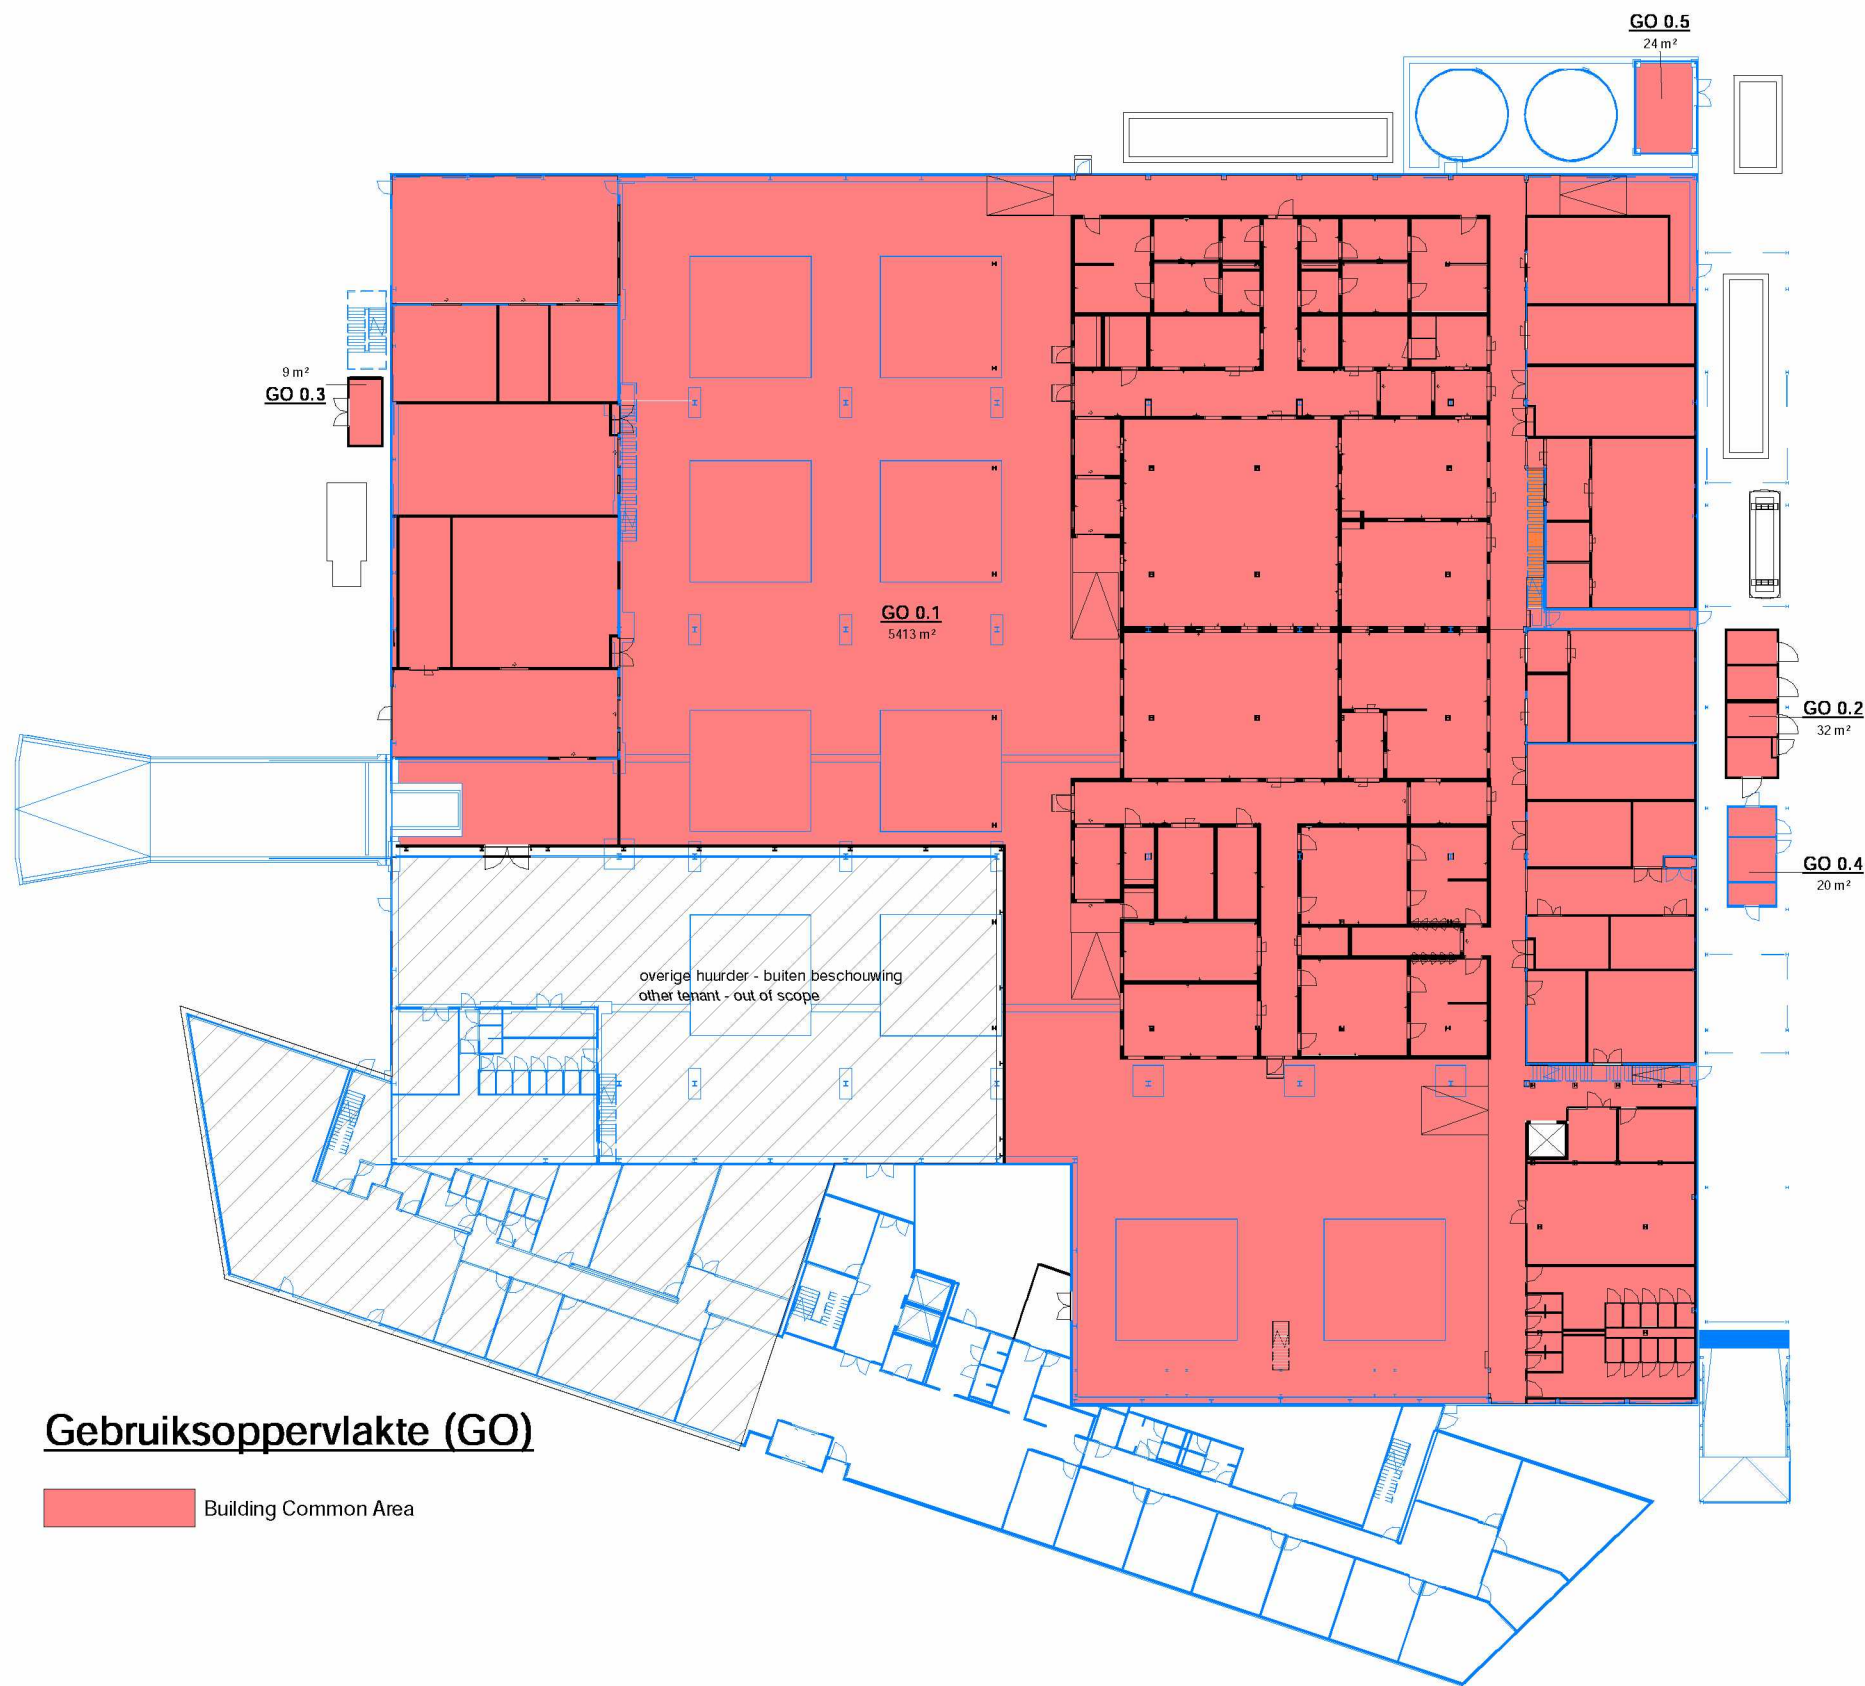 GO 0.5
24 m²
9 m²
GO 0.3
GO 0.1
5413 m²
GO 0.2
32 m²
GO 0.4
20 m²
overige huurder - buiten beschouwing
other tenant - out of scope
Gebruiksoppervlakte (GO)
Building Common Area